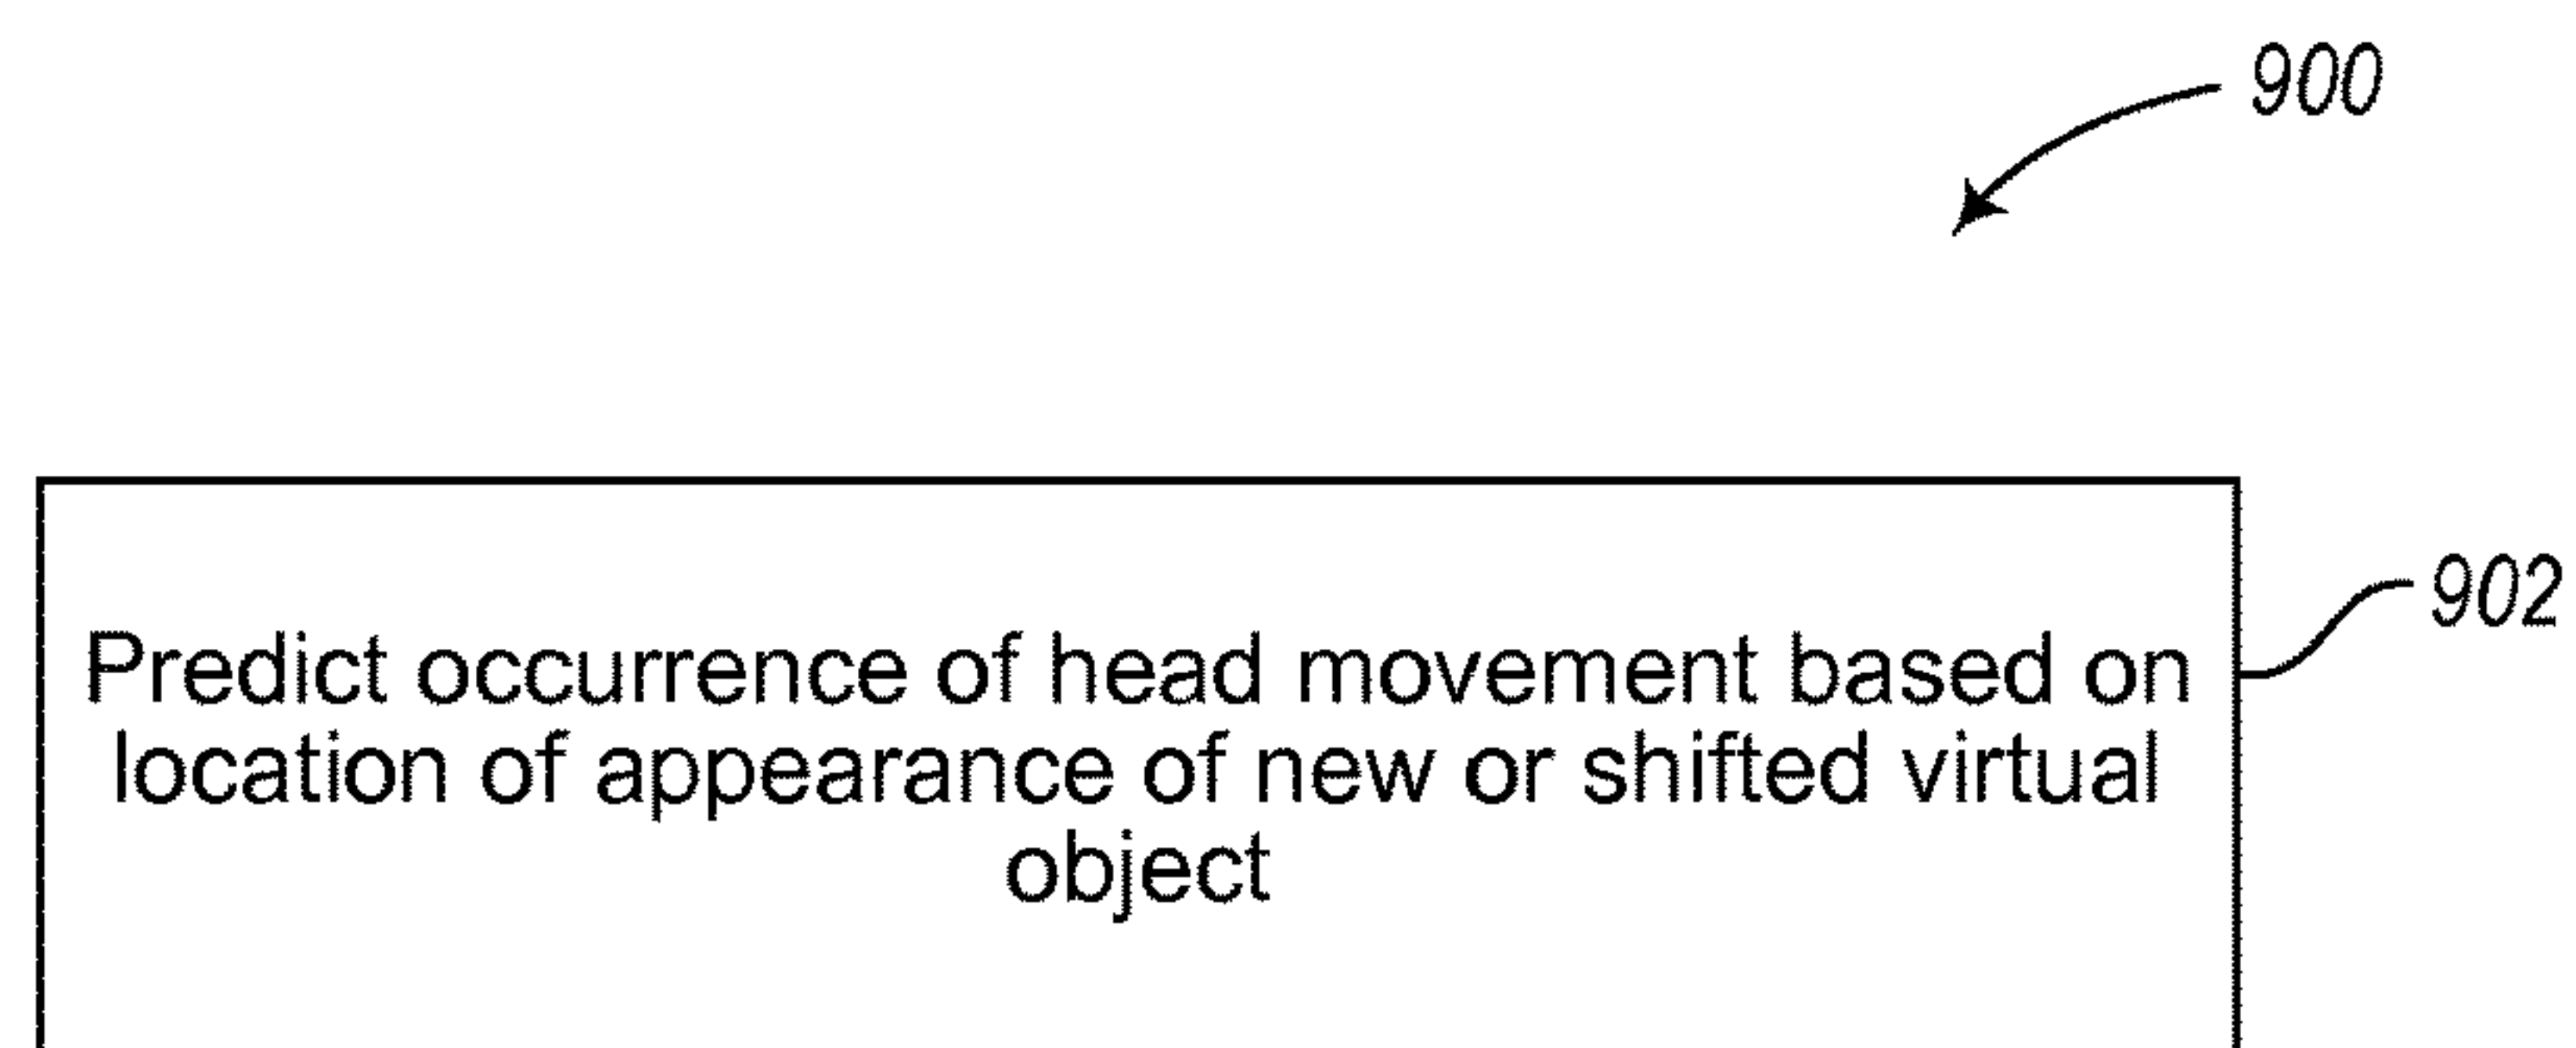 900
902
Predict occurrence of head movement based on
location of appearance of new or shifted virtual
object